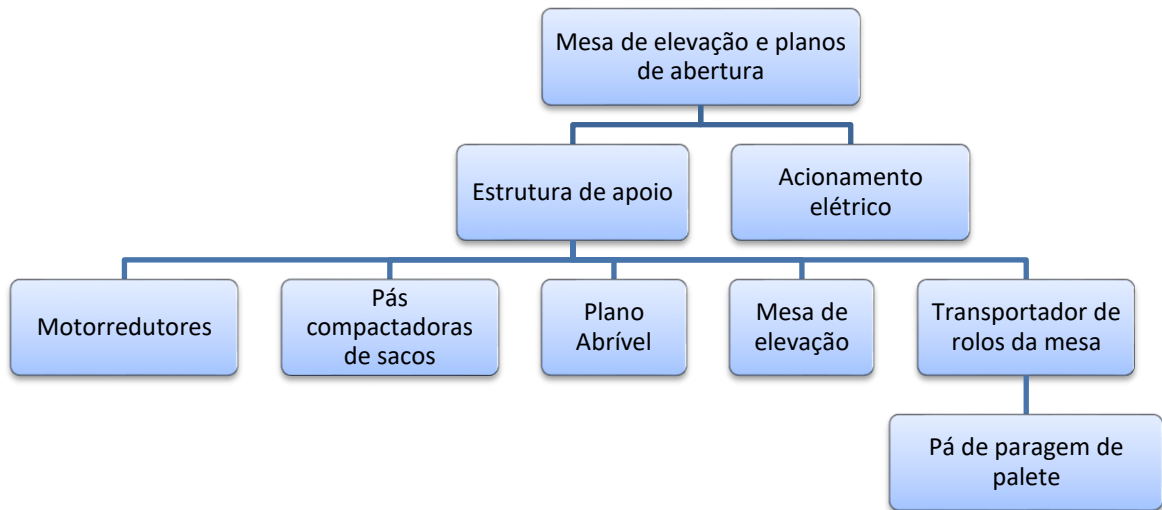 Mesa de elevação e planos
de abertura
Estrutura de apoio
Acionamento
elétrico
Motorredutores
Pás
compactadoras
de sacos
Plano
Abrível
Mesa de
elevação
Transportador de
rolos da mesa
Pá de paragem de
palete